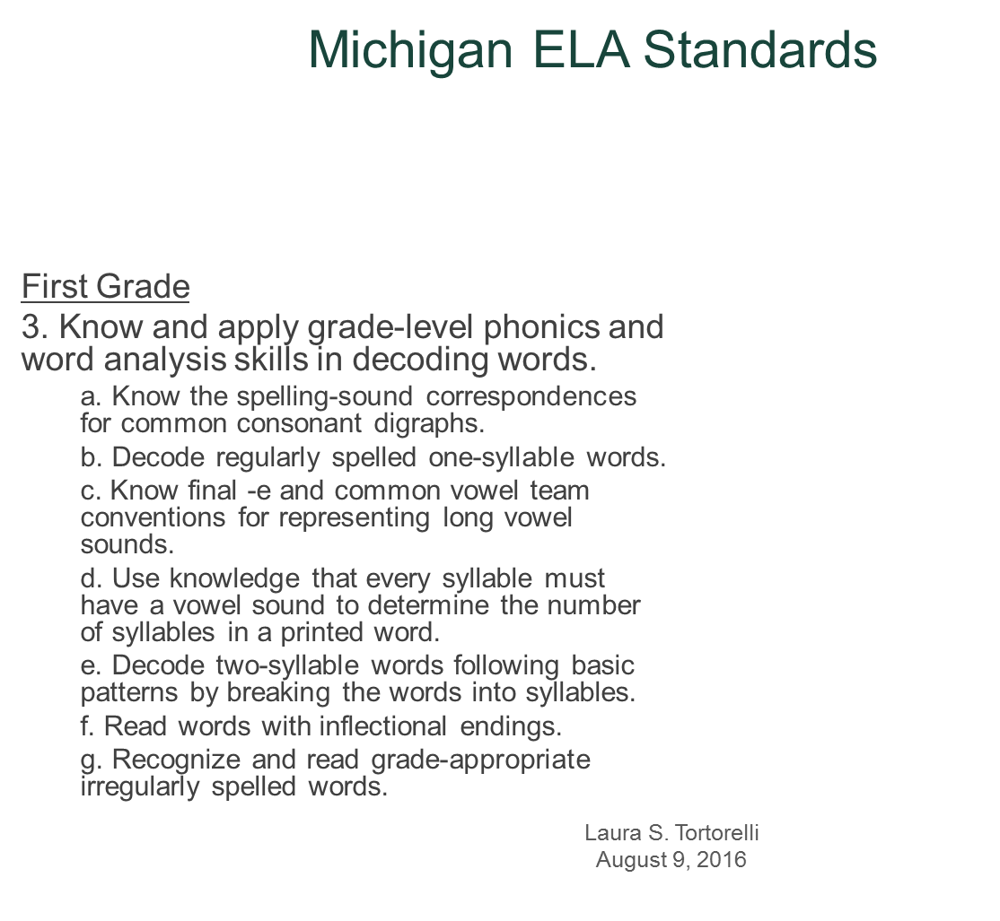 Michigan ELA Standards
First Grade
3. Know and apply grade-level phonics and
word analysis skills in decoding words.
a. Know the spelling-sound correspondences
for common consonant digraphs.
b. Decode regularly spelled one-syllable words.
c. Know final -e and common vowel team
conventions for representing long vowel
sounds.
d. Use knowledge that every syllable must
have a vowel sound to determine the number
of syllables in a printed word.
e. Decode two-syllable words following basic
patterns by breaking the words into syllables.
f. Read words with inflectional endings.
g. Recognize and read grade-appropriate
irregularly spelled words.
Laura S. Tortorelli
August 9, 2016